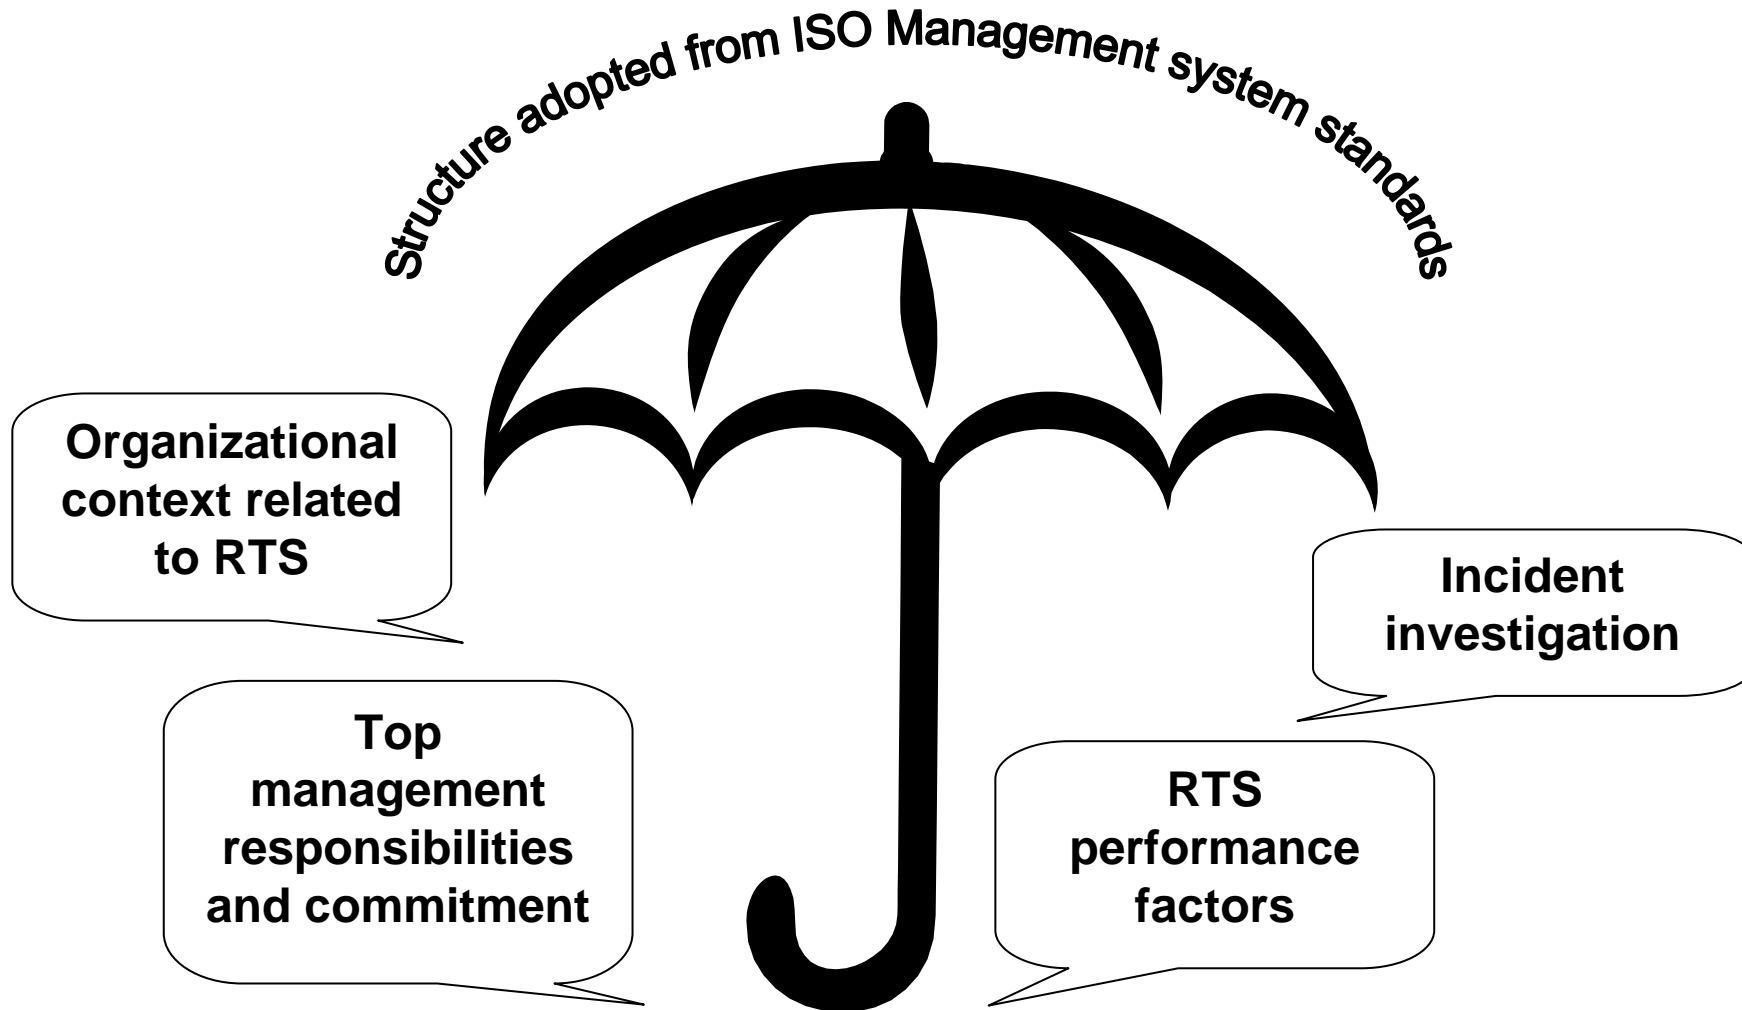 Structure adopted from ISO Management system standards
Organizational
context related
to RTS
Top
management
responsibilities
and commitment
Incident
investigation
RTS
performance
factors